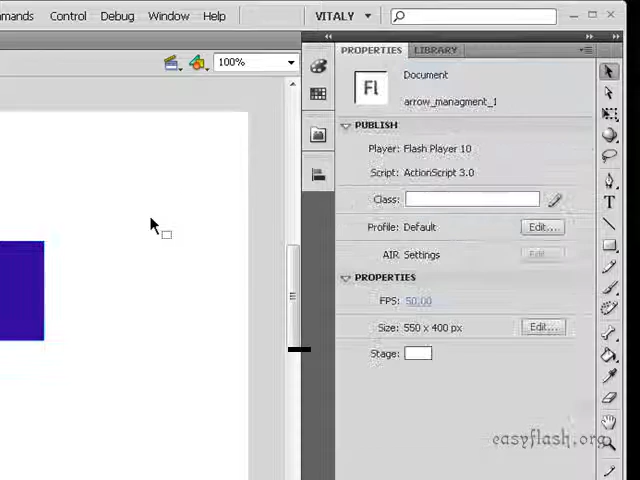 mmands Control Debug Window Help VITALY
100%
PROPERTIES LIBRARY
Fl
Document
arrow_managment_1
PUBLISH
Player: Flash Player 10
Script: ActionScript 3.0
Class:
Profile: Default Edit...
AIR Settings Edit...
PROPERTIES
FPS: 50.00
Size: 550 x 400 px Edit...
Stage:
easyflash.org
T